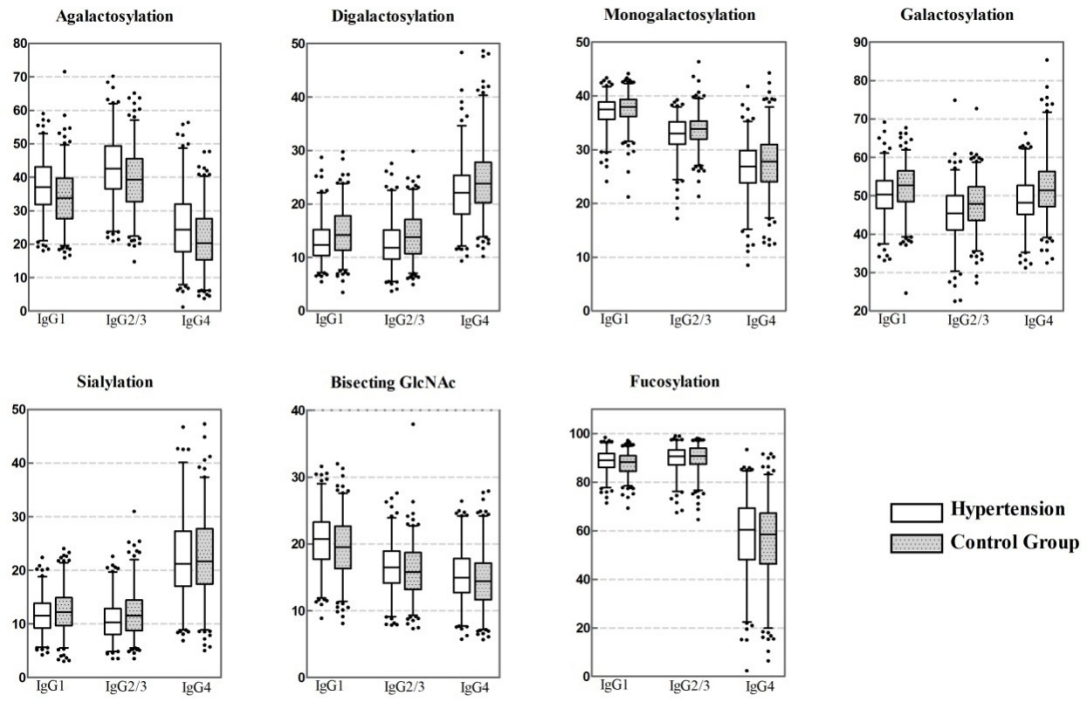 Agalactosylation
80
70
60
50
40
30
20
10
0
IgG1 IgG2/3 IgG4
Digalactosylation
50
40
30
20
10
0
IgG1 IgG2/3 IgG4
Monogalactosylation
50
40
30
20
10
0
IgG1 IgG2/3 IgG4
Galactosylation
90
80
70
60
50
40
30
20
IgG1 IgG2/3 IgG4
Sialylation
50
40
30
20
10
0
IgG1 IgG2/3 IgG4
Bisecting GlcNAc
40
30
20
10
0
IgG1 IgG2/3 IgG4
Fucosylation
100
80
60
40
20
0
IgG1 IgG2/3 IgG4
Hypertension
Control Group